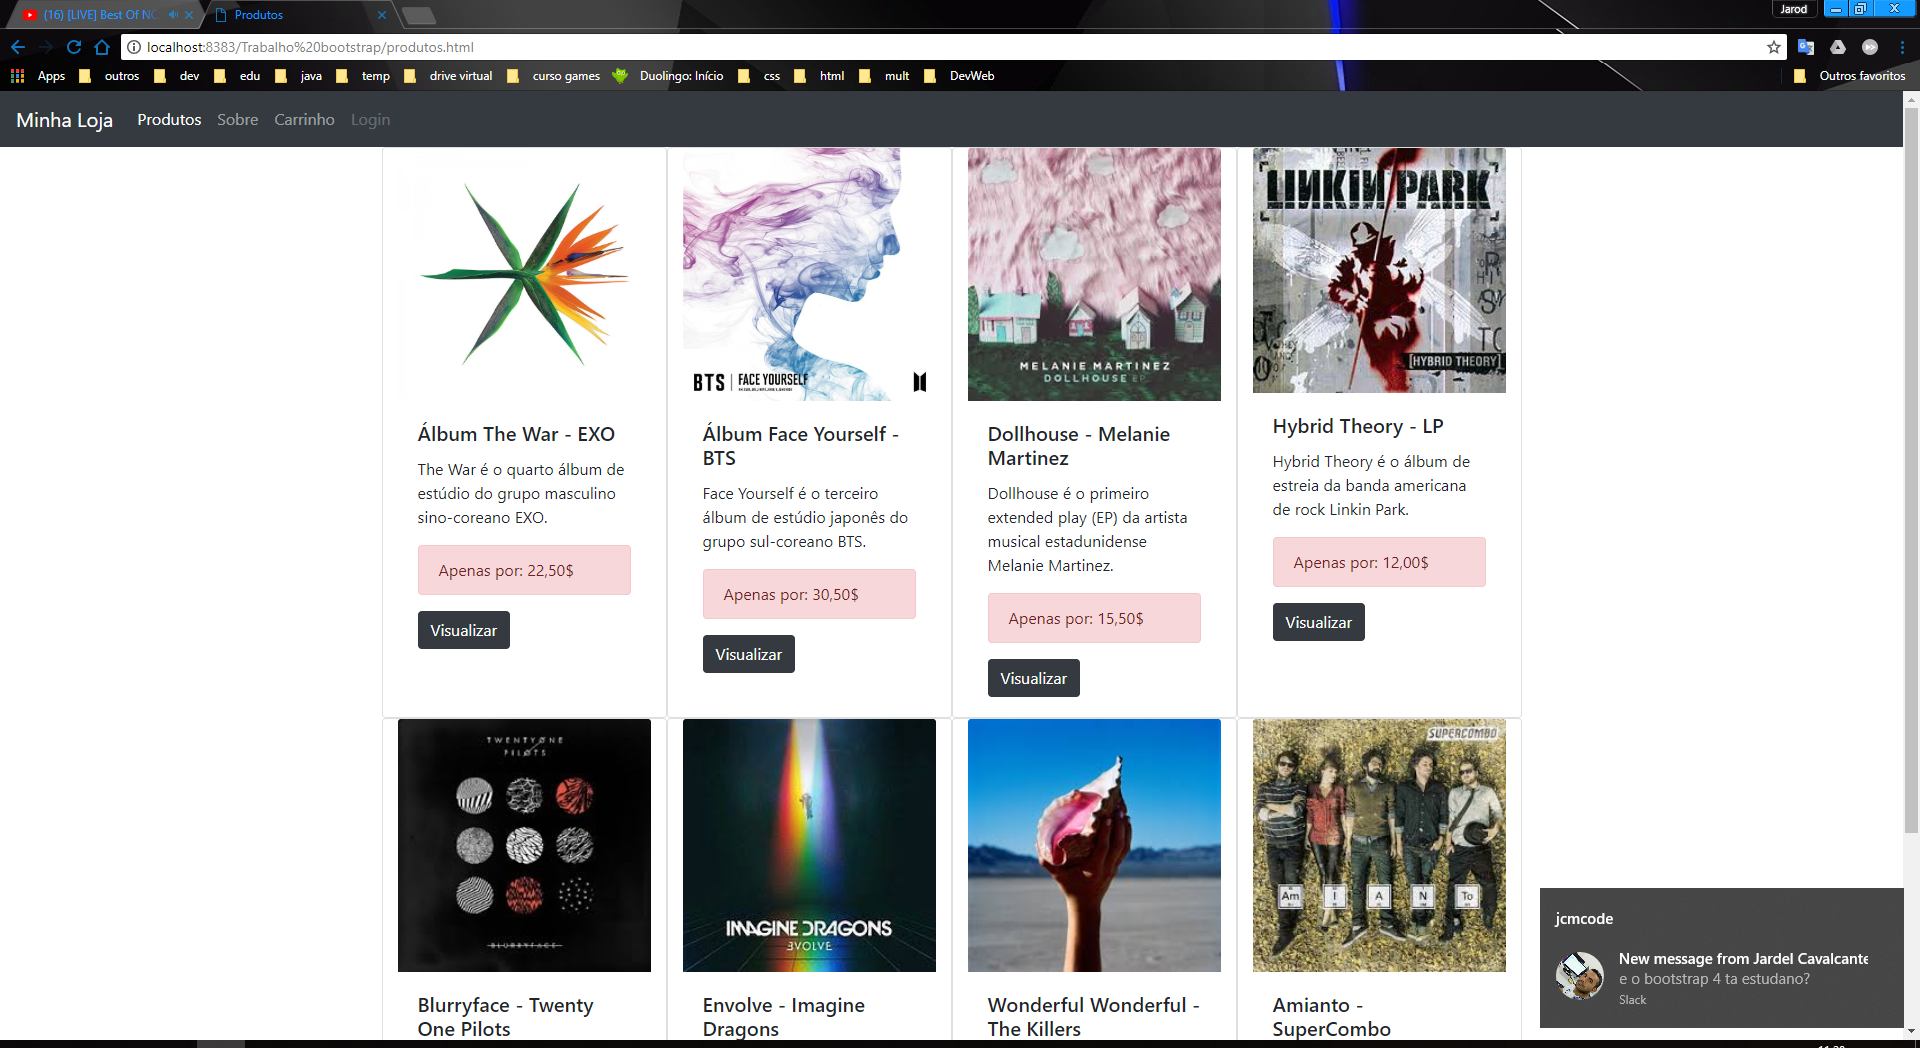 (16) [LIVE] Best Of NC
Produtos
Jarod
localhost:8383/Trabalho%20bootstrap/produtos.html
Apps outros dev edu java temp drive virtual curso games Duolingo: Início css html mult DevWeb Outros favoritos
Minha Loja Produtos Sobre Carrinho Login
BTS | FACE YOURSELF
MELANIE MARTINEZ
DOLLHOUSE EP
LINKIN PARK
[HYBRID THEORY]
Álbum The War - EXO
The War é o quarto álbum de
estúdio do grupo masculino
sino-coreano EXO.
Apenas por: 22,50$
Visualizar
Álbum Face Yourself -
BTS
Face Yourself é o terceiro
álbum de estúdio japonês do
grupo sul-coreano BTS.
Apenas por: 30,50$
Visualizar
Dollhouse - Melanie
Martinez
Dollhouse é o primeiro
extended play (EP) da artista
musical estadunidense
Melanie Martinez.
Apenas por: 15,50$
Visualizar
Hybrid Theory - LP
Hybrid Theory é o álbum de
estreia da banda americana
de rock Linkin Park.
Apenas por: 12,00$
Visualizar
TWENTY ONE
PILOTS
BLURRYFACE
Blurryface - Twenty
One Pilots
IMAGINE DRAGONS
EVOLVE
Envolve - Imagine
Dragons
Wonderful Wonderful -
The Killers
SUPERCOMBO
Am I A N To
Amianto -
SuperCombo
jcmcode
New message from Jardel Cavalcante
e o bootstrap 4 ta estudano?
Slack